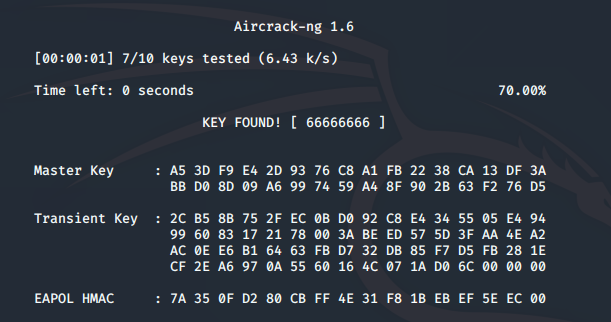 Aircrack-ng 1.6
[00:00:01] 7/10 keys tested (6.43 k/s)
Time left: 0 seconds 70.00%
KEY FOUND! [ 66666666 ]
Master Key : A5 3D F9 E4 2D 93 76 C8 A1 FB 22 38 CA 13 DF 3A
BB D0 8D 09 A6 99 74 59 A4 8F 90 2B 63 F2 76 D5
Transient Key : 2C B5 8B 75 2F EC 0B D0 92 C8 E4 34 55 05 E4 94
99 60 83 17 21 78 00 3A BE ED 57 5D 3F AA 4E A2
AC 0E E6 B1 64 63 FB D7 32 DB 85 F7 D5 FB 28 1E
CF 2E A6 97 0A 55 60 16 4C 07 1A D0 6C 00 00 00
EAPOL HMAC : 7A 35 0F D2 80 CB FF 4E 31 F8 1B EB EF 5E EC 00